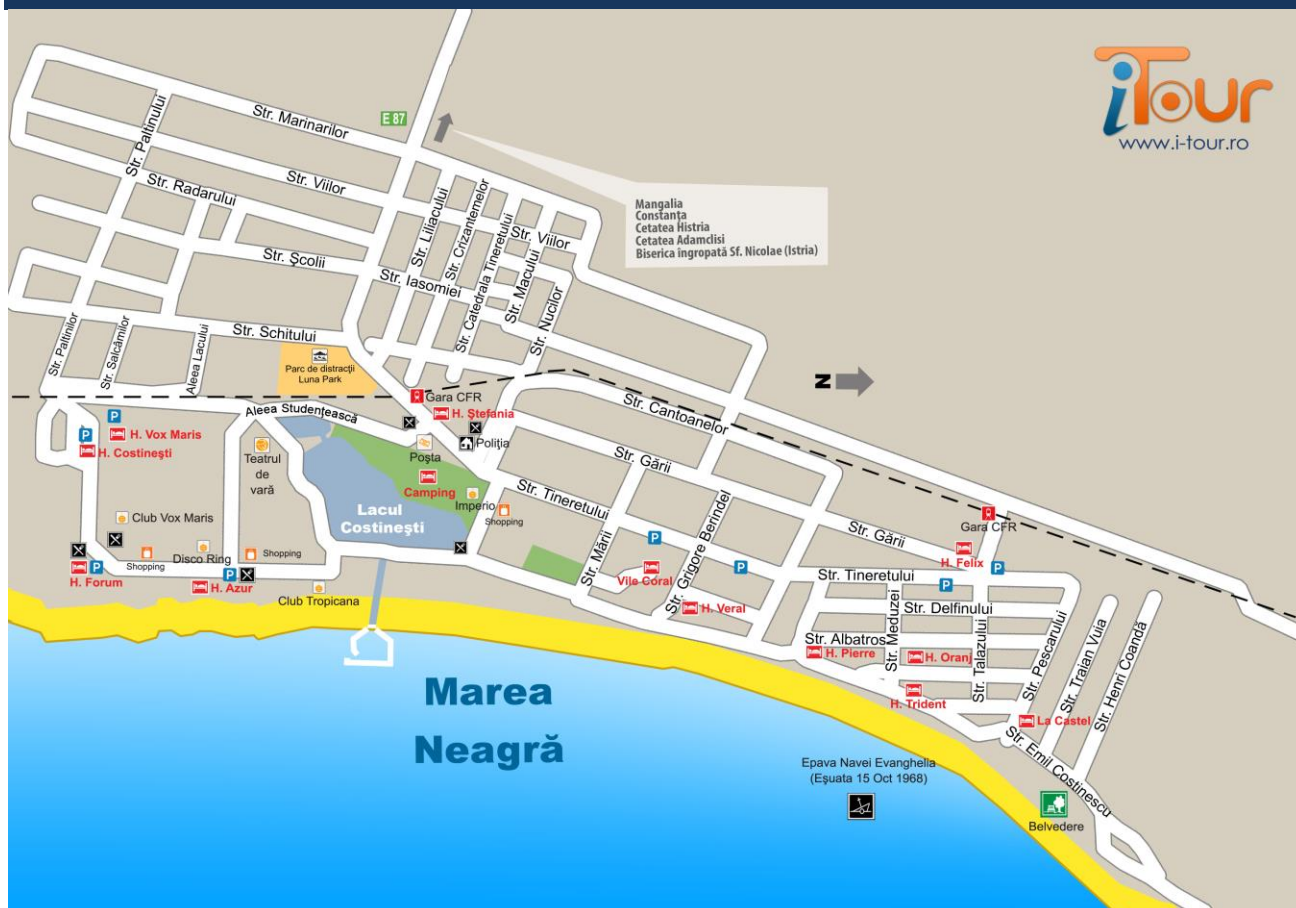 iTour
www.i-tour.ro
E 87
Str. Marinarilor
Str. Paltinului
Str. Viilor
Str. Radarului
Str. Liliacului
Str. Crizantemelor
Str. Catedrala Tineretului
Str. Macului
Str. Viilor
Mangalia
Constanța
Cetatea Histria
Cetatea Adamclisi
Biserica îngropată Sf. Nicolae (Istria)
Str. Școlii
Str. Iasomiei
Str. Nucilor
Str. Schitului
Str. Paltinilor
Str. Salcâmilor
Aleea Lacului
Parc de distracții
Luna Park
N
Gara CFR
Aleea Studențească
H. Ștefania
Str. Cantoanelor
P
H. Vox Maris
P
H. Costinești
Teatrul
de
vară
Poșta
Poliția
Str. Gării
Camping
Imperio
Shopping
Str. Tineretului
Lacul
Costinești
Str. Mării
Str. Grigore Berindel
P
P
Str. Gării
Gara CFR
H. Felix
P
Club Vox Maris
Disco Ring
Shopping
Shopping
H. Forum
P
H. Azur
P
Club Tropicana
Vile Coral
H. Veral
Str. Tineretului
P
Str. Delfinului
Str. Albatros
Str. Meduzei
Str. Talazului
Str. Pescarului
Str. Traian Vuia
Str. Henri Coandă
H. Pierre
H. Oranj
H. Trident
La Castel
Str. Emil Costinescu
Marea
Neagră
Epava Navei Evanghelia
(Eșuata 15 Oct 1968)
Belvedere